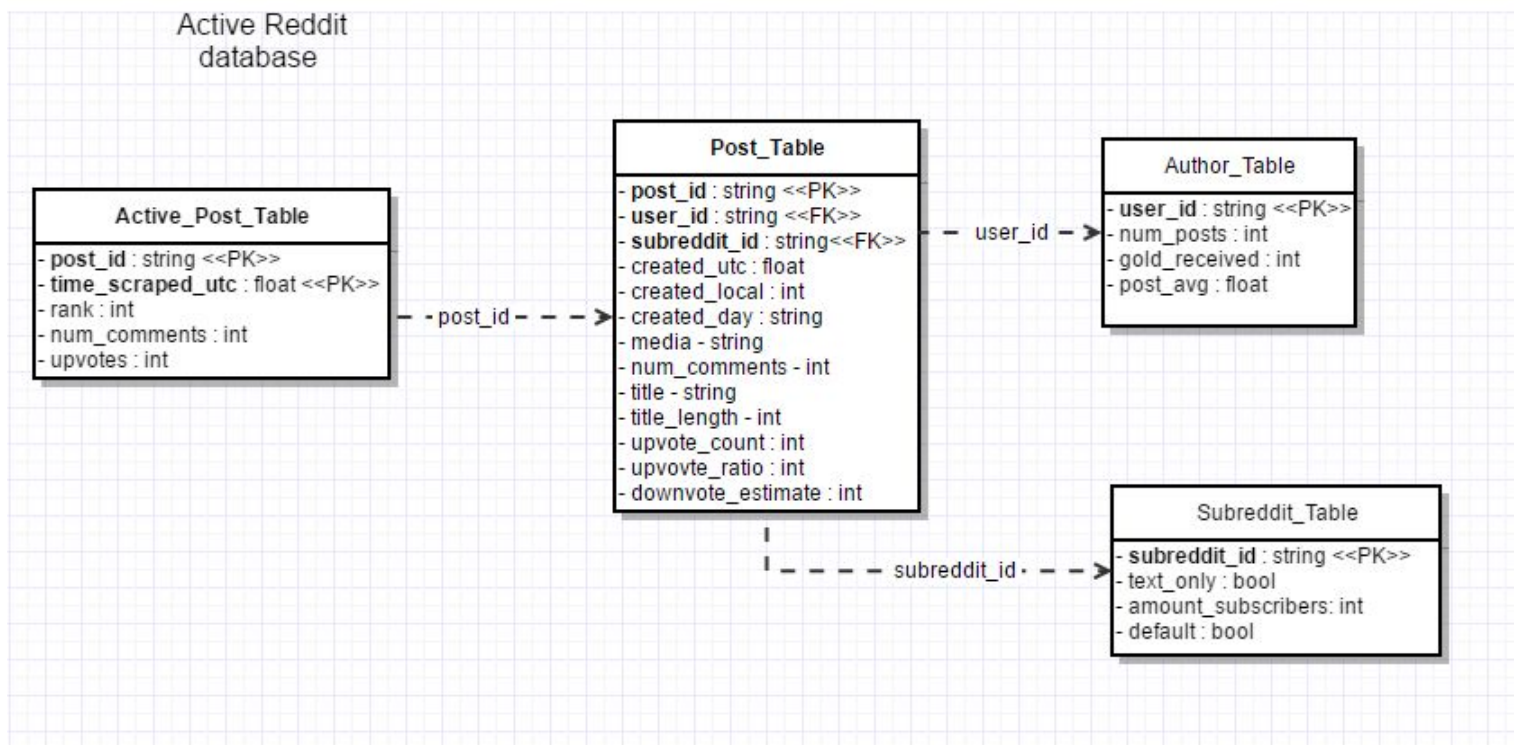 Active Reddit
database
Active_Post_Table
- post_id : string <<PK>>
- time_scraped_utc : float <<PK>>
- rank : int
- num_comments : int
- upvotes : int
post_id
Post_Table
- post_id : string <<PK>>
- user_id : string <<FK>>
- subreddit_id : string<<FK>>
- created_utc : float
- created_local : int
- created_day : string
- media - string
- num_comments - int
- title - string
- title_length - int
- upvote_count : int
- upvovte_ratio : int
- downvote_estimate : int
user_id
Author_Table
- user_id : string <<PK>>
- num_posts : int
- gold_received : int
- post_avg : float
subreddit_id
Subreddit_Table
- subreddit_id : string <<PK>>
- text_only : bool
- amount_subscribers: int
- default : bool